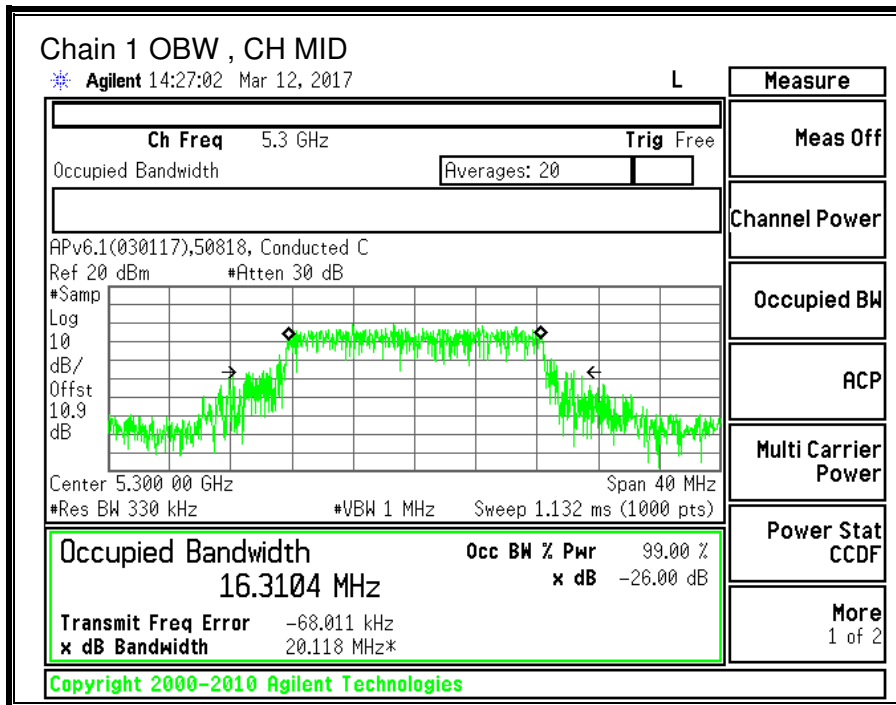 Chain 1 OBW , CH MID
Agilent 14:27:02 Mar 12, 2017 L
Measure
Ch Freq 5.3 GHz Trig Free
Meas Off
Occupied Bandwidth Averages: 20
Channel Power
APv6.1(030117),50818, Conducted C
Ref 20 dBm #Atten 30 dB
#Samp
Log
10
dB/
Offst
10.9
dB
Occupied BW
ACP
Center 5.300 00 GHz Span 40 MHz
#Res BW 330 kHz #VBW 1 MHz Sweep 1.132 ms (1000 pts)
Multi Carrier
Power
Occupied Bandwidth Occ BW % Pwr 99.00 %
16.3104 MHz x dB -26.00 dB
Power Stat
CCDF
Transmit Freq Error -68.011 kHz
x dB Bandwidth 20.118 MHz*
More
1 of 2
Copyright 2000-2010 Agilent Technologies